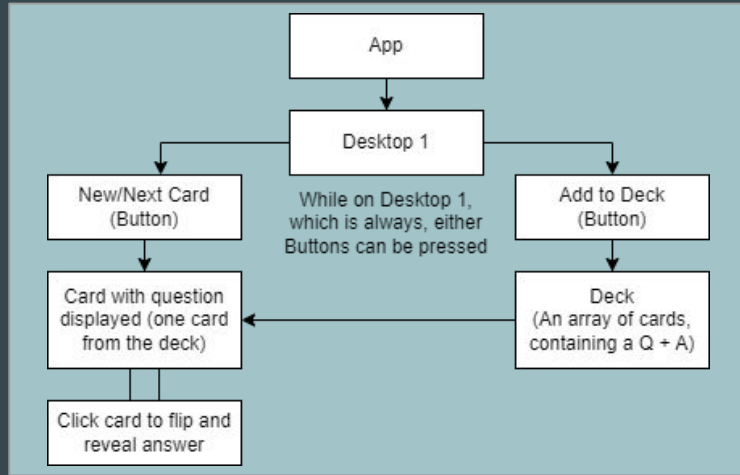 App
Desktop 1
New/Next Card
(Button)
While on Desktop 1,
which is always, either
Buttons can be pressed
Add to Deck
(Button)
Card with question
displayed (one card
from the deck)
Deck
(An array of cards,
containing a Q + A)
Click card to flip and
reveal answer